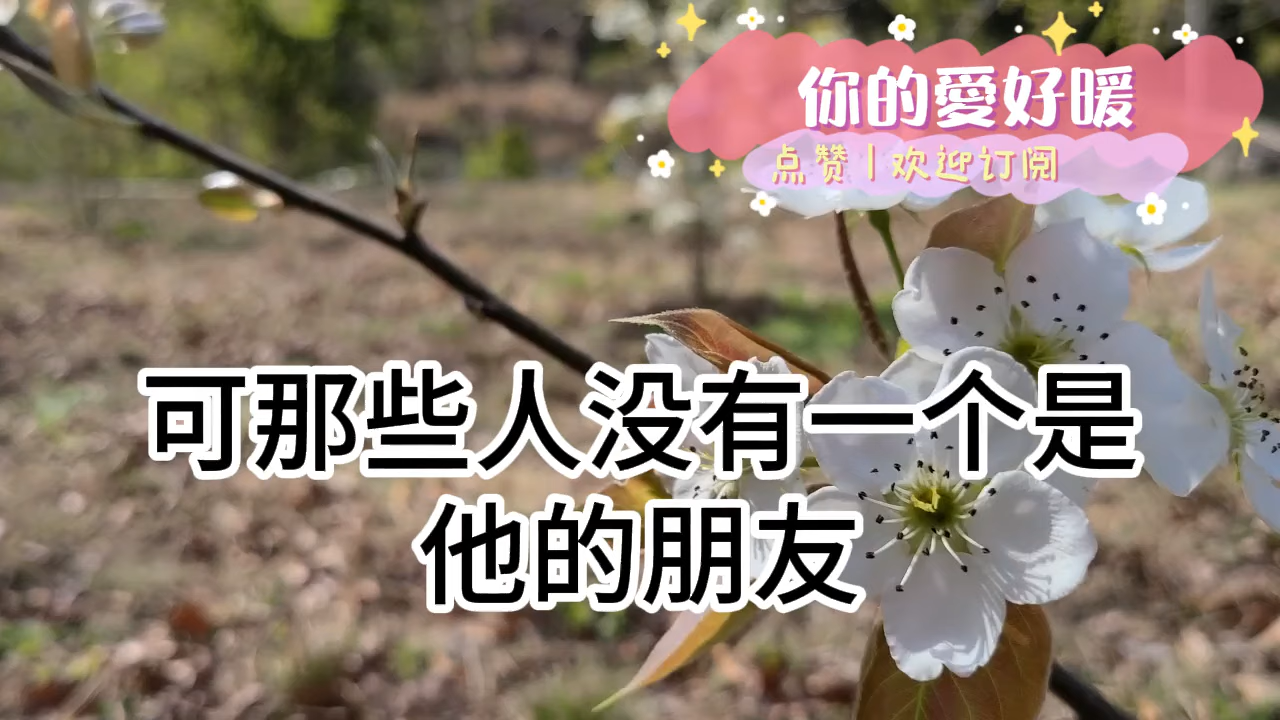 你的愛好暖
点赞 | 欢迎订阅
可那些人没有一个是
他的朋友